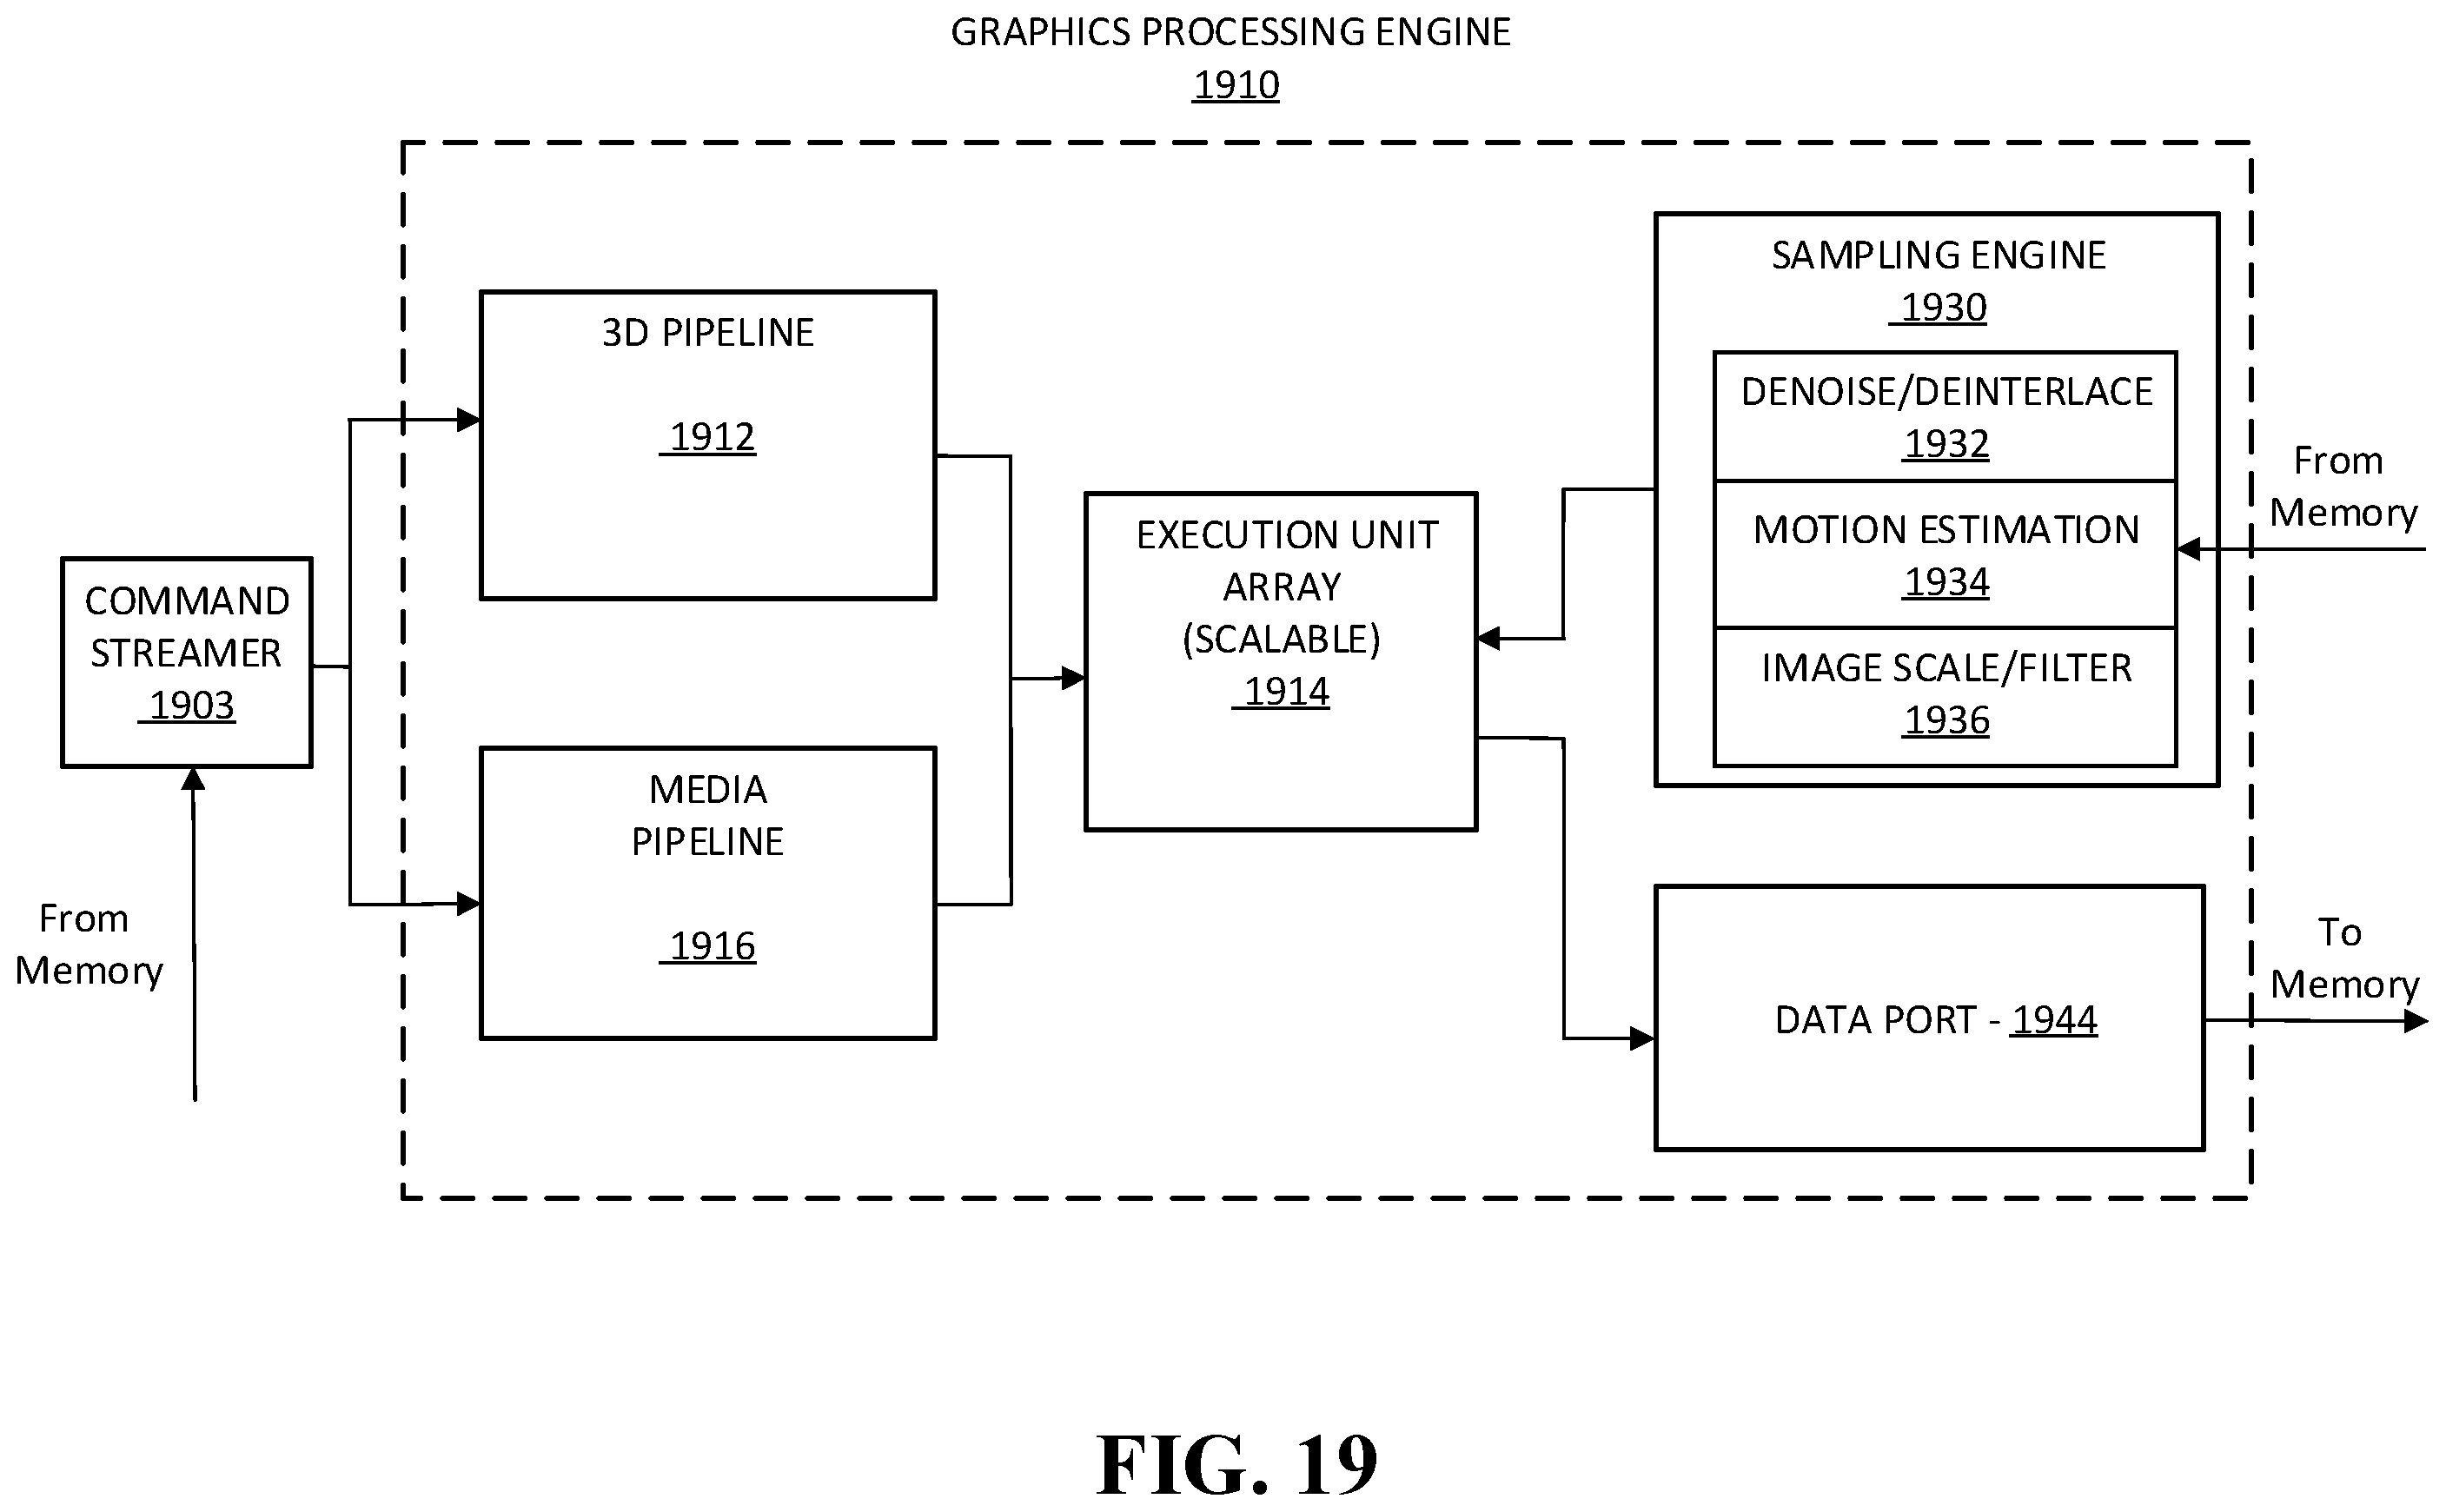 GRAPHICS PROCESSING ENGINE
1910
COMMAND
STREAMER
1903
From
Memory
3D PIPELINE
1912
MEDIA
PIPELINE
1916
EXECUTION UNIT
ARRAY
(SCALABLE)
1914
SAMPLING ENGINE
1930
DENOISE/DEINTERLACE
1932
MOTION ESTIMATION
1934
IMAGE SCALE/FILTER
1936
From
Memory
DATA PORT - 1944
To
Memory
FIG. 19